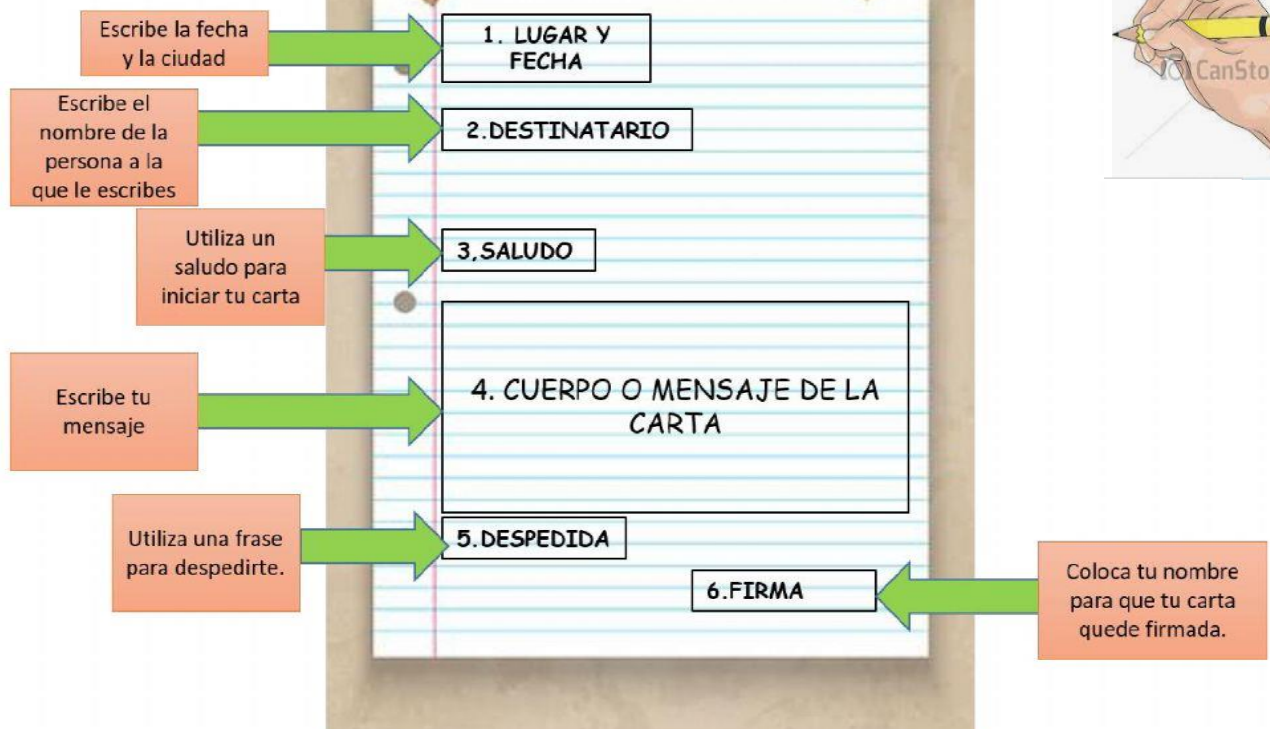 Escribe la fecha
y la ciudad
1. LUGAR Y
FECHA
Escribe el
nombre de la
persona a la
que le escribes
2.DESTINATARIO
Utiliza un
saludo para
iniciar tu carta
3,SALUDO
Escribe tu
mensaje
4. CUERPO O MENSAJE DE LA
CARTA
Utiliza una frase
para despedirte.
5.DESPEDIDA
6.FIRMA
Coloca tu nombre
para que tu carta
quede firmada.
CanSto